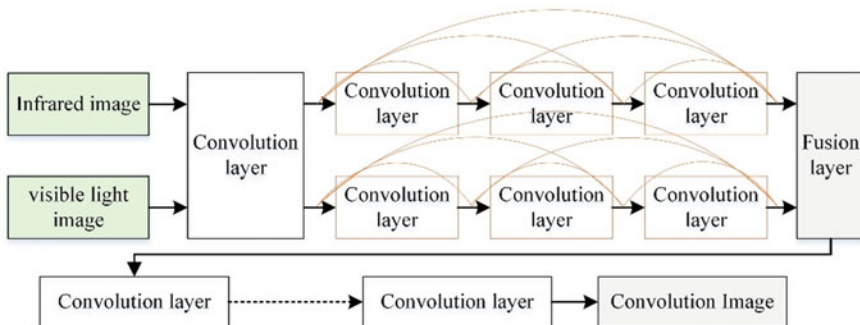 Infrared image
visible light
image
Convolution
layer
Convolution
layer
Convolution
layer
Convolution
layer
Convolution
layer
Convolution
layer
Convolution
layer
Fusion
layer
Convolution layer
Convolution layer
Convolution Image